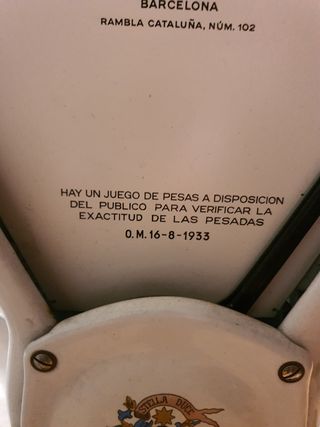 BARCELONA
RAMBLA CATALUÑA, NÚM. 102
HAY UN JUEGO DE PESAS A DISPOSICION
DEL PUBLICO PARA VERIFICAR LA
EXACTITUD DE LAS PESADAS
O.M. 16-8-1933
STELLA DUCE